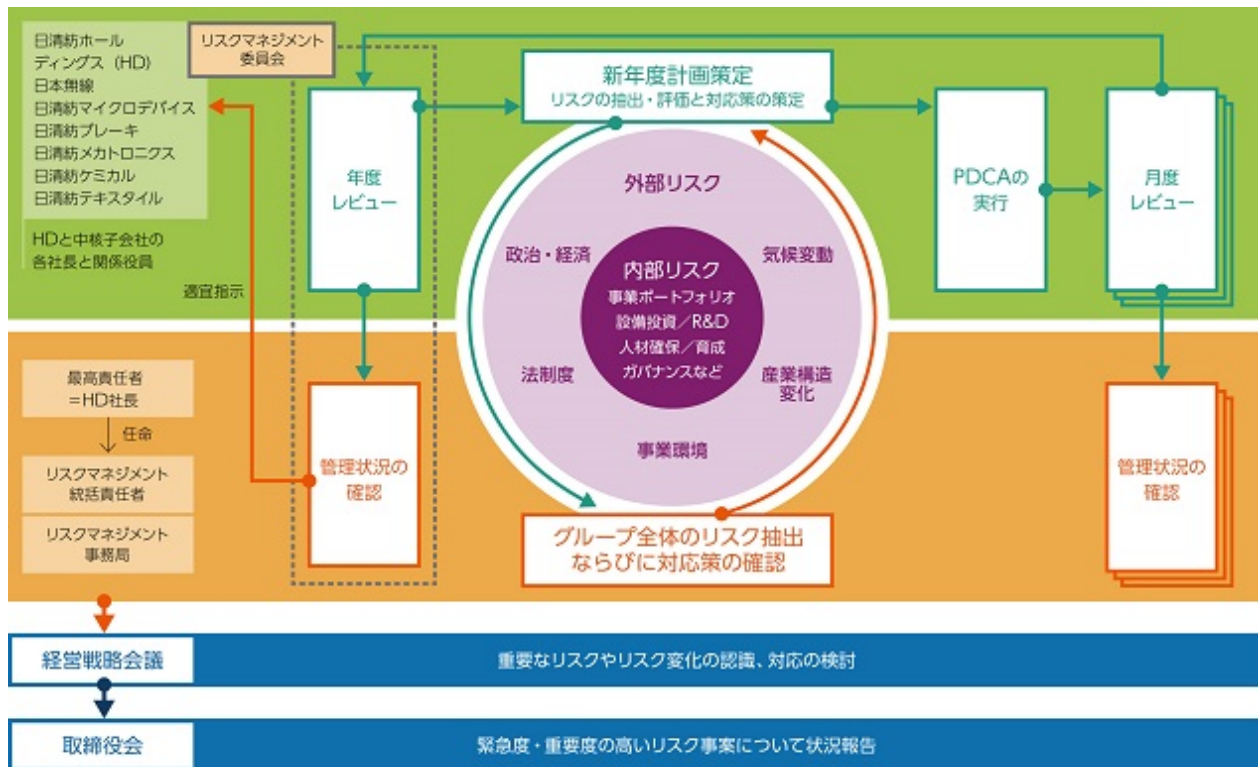 日清紡ホール
ディングス（HD）
日本無線
日清紡マイクロデバイス
日清紡ブレーキ
日清紡メカトロニクス
日清紡ケミカル
日清紡テキスタイル
HDと中核子会社の
各社長と関係役員
適宜指示
リスクマネジメント
委員会
年度
レビュー
新年度計画策定
リスクの抽出・評価と対応策の策定
PDCAの
実行
月度
レビュー
外部リスク
政治・経済
気候変動
内部リスク
事業ポートフォリオ
設備投資／R&D
人材確保／育成
ガバナンスなど
法制度
産業構造
変化
事業環境
最高責任者
＝HD社長
任命
リスクマネジメント
統括責任者
リスクマネジメント
事務局
管理状況の
確認
グループ全体のリスク抽出
ならびに対応策の確認
管理状況の
確認
経営戦略会議
重要なリスクやリスク変化の認識、対応の検討
取締役会
緊急度・重要度の高いリスク事案について状況報告